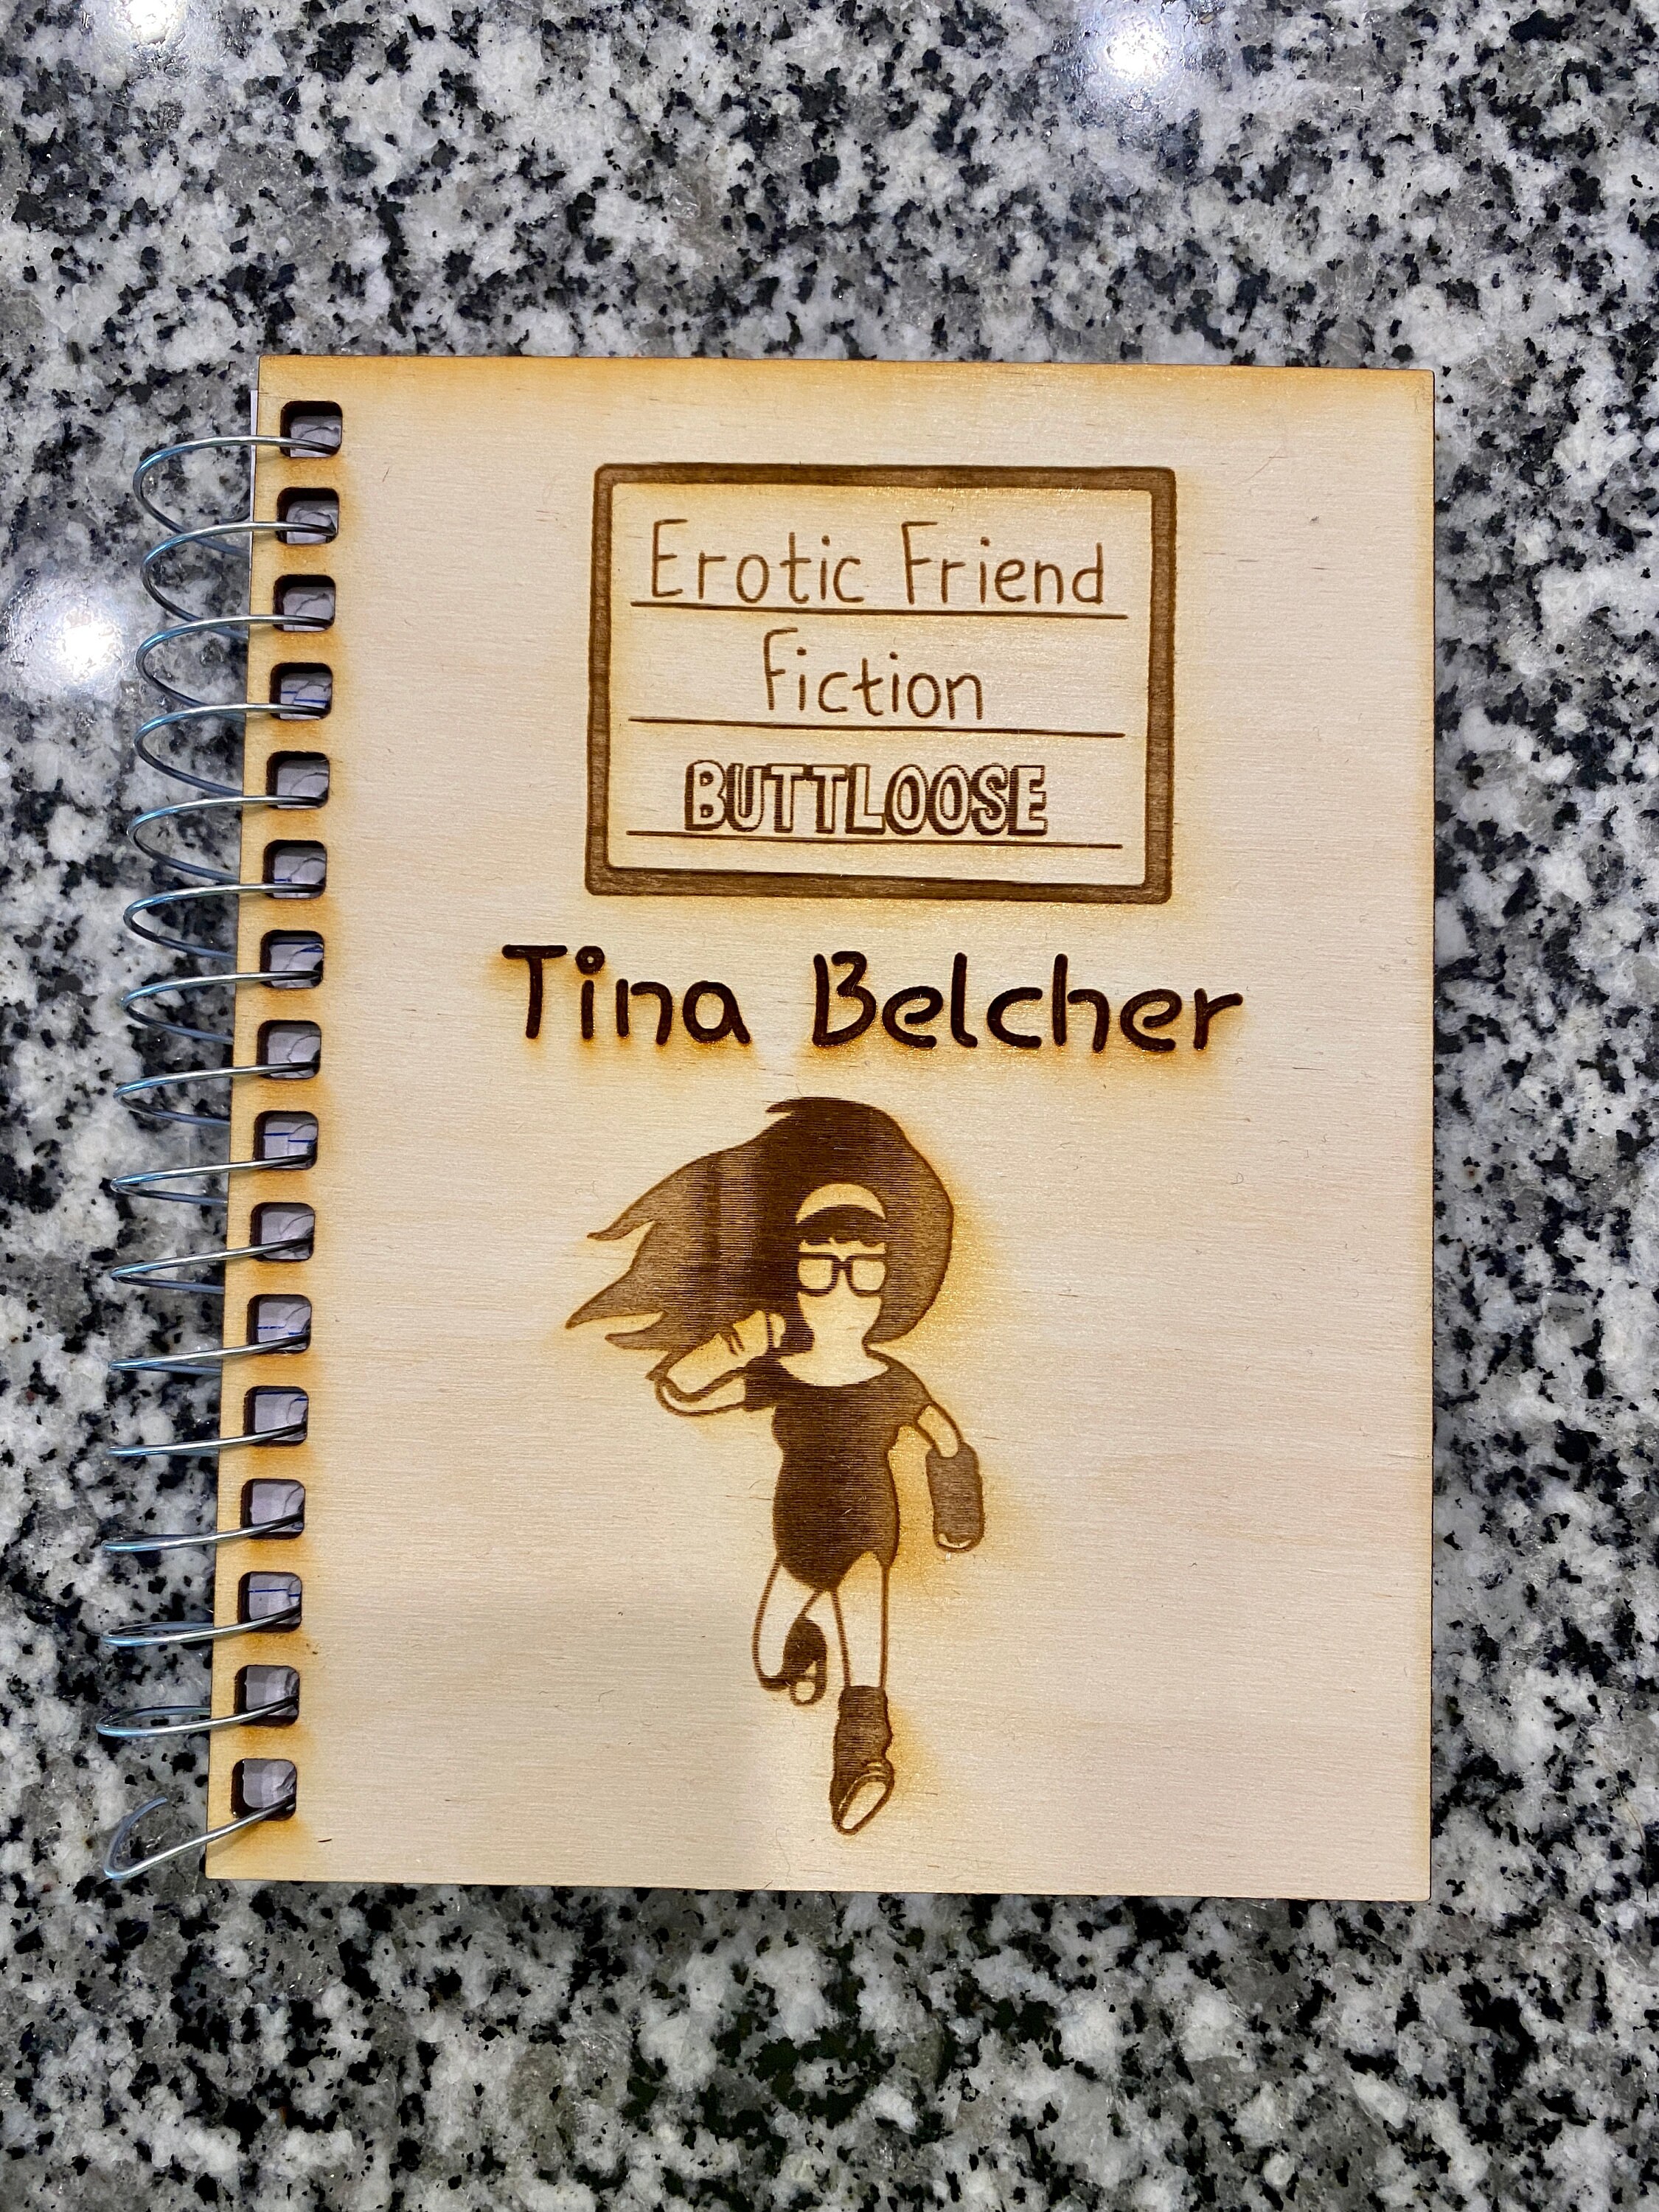 Erotic Friend
Fiction
BUTTLOOSE
Tina Belcher